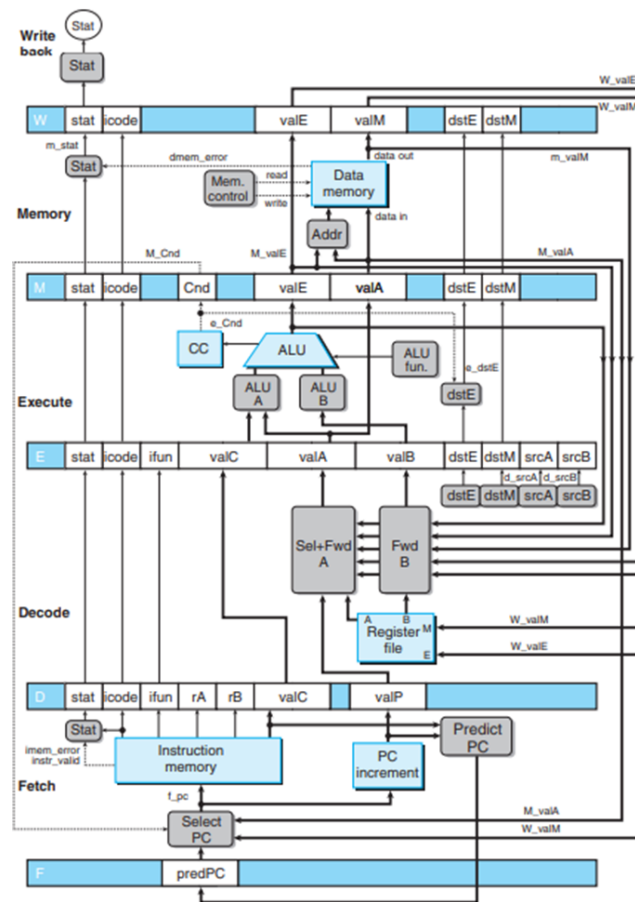 Stat
Write
back
Stat
W_valE
W stat icode valE valM dstE dstM
W_valM
m_stat
dmem_error
data out
m_valM
Stat
read
Mem.
control
Data
memory
write
data in
Memory
Addr
M_Cnd
M_valE
M_valA
M stat icode Cnd valE valA dstE dstM
e_Cnd
CC
ALU
ALU
fun.
e_dstE
ALU
A
ALU
B
dstE
Execute
E stat icode ifun valC valA valB dstE dstM srcA srcB
d_srcA d_srcB
dstE dstM srcA srcB
Sel+Fwd
A
Fwd
B
Decode
A B
W_valM
Register
file
M
E
W_valE
D stat icode ifun rA rB valC valP
Stat
Predict
PC
imem_error
instr_valid
Instruction
memory
PC
increment
Fetch
f_pc
M_valA
Select
PC
W_valM
F predPC